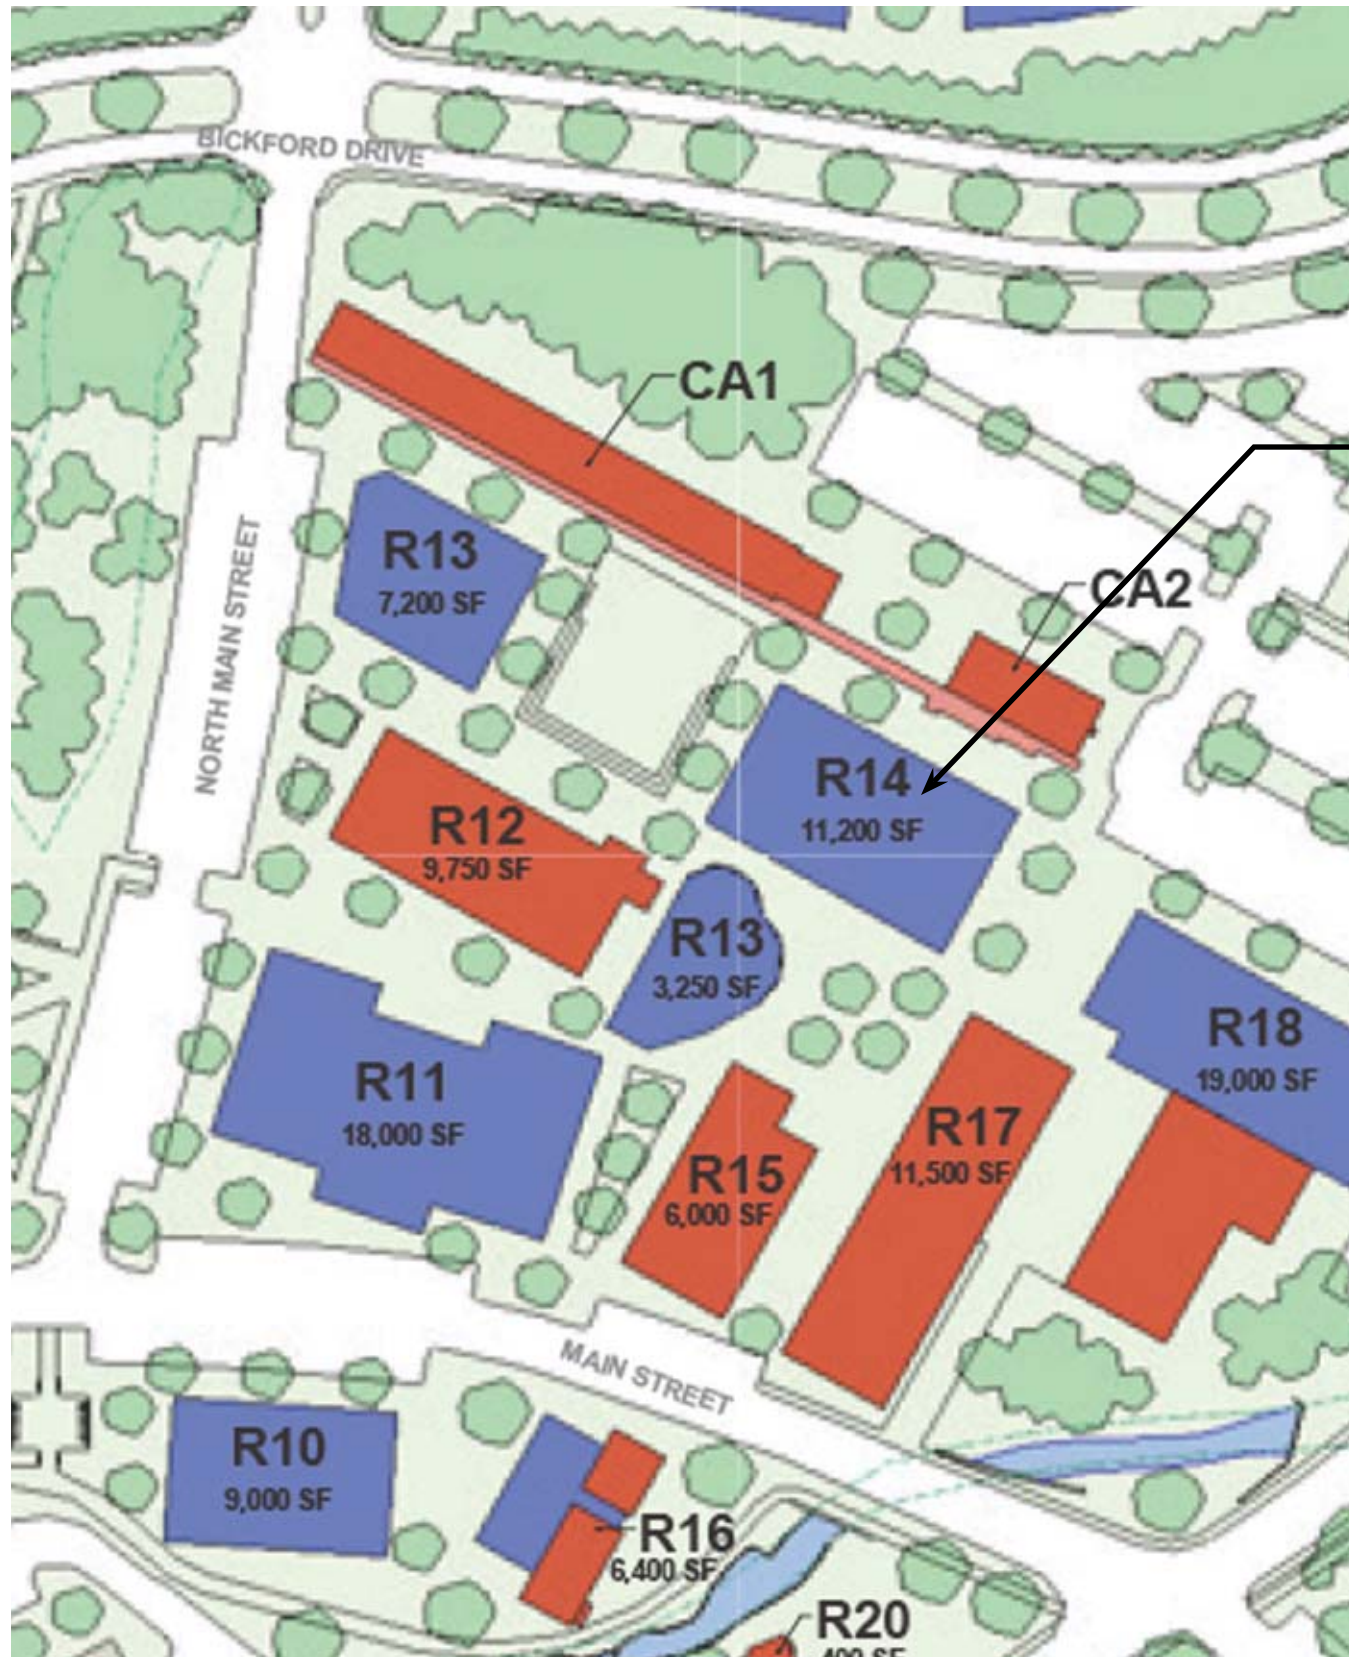 BICKFORD DRIVE
CA1
R13
7,200 SF
NORTH MAIN STREET
CA2
R14
11,200 SF
R12
9,750 SF
R13
3,250 SF
R18
19,000 SF
R11
18,000 SF
R17
11,500 SF
R15
6,000 SF
MAIN STREET
R10
9,000 SF
R16
6,400 SF
R20
400 SF